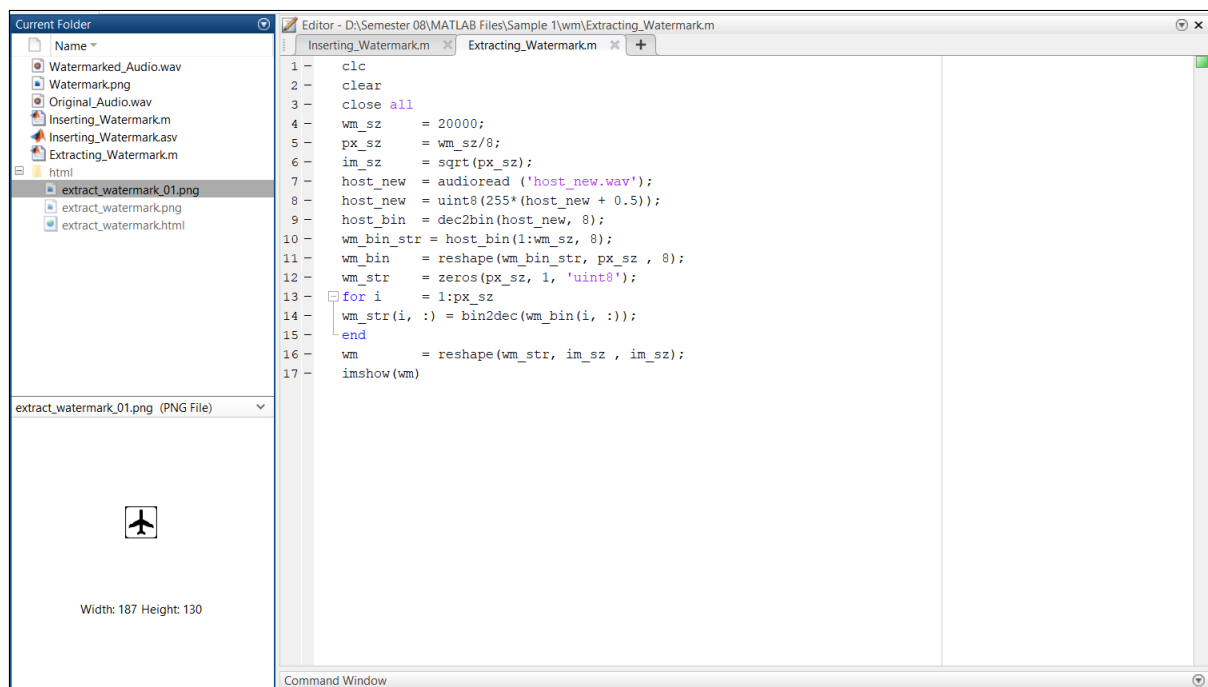 Current Folder
Name
Watermarked_Audio.wav
Watermark.png
Original_Audio.wav
Inserting_Watermark.m
Inserting_Watermark.asv
Extracting_Watermark.m
html
extract_watermark_01.png
extract_watermark.png
extract_watermark.html
extract_watermark_01.png (PNG File)
Width: 187 Height: 130
Editor - D:\Semester 08\MATLAB Files\Sample 1\wm\Extracting_Watermark.m
Inserting_Watermark.m Extracting_Watermark.m
1 – clc
2 – clear
3 – close all
4 – wm_sz = 20000;
5 – px_sz = wm_sz/8;
6 – im_sz = sqrt(px_sz);
7 – host_new = audioread ('host_new.wav');
8 – host_new = uint8(255*(host_new + 0.5));
9 – host_bin = dec2bin(host_new, 8);
10 – wm_bin_str = host_bin(1:wm_sz, 8);
11 – wm_bin = reshape(wm_bin_str, px_sz , 8);
12 – wm_str = zeros(px_sz, 1, 'uint8');
13 – for i = 1:px_sz
14 – wm_str(i, :) = bin2dec(wm_bin(i, :));
15 – end
16 – wm = reshape(wm_str, im_sz , im_sz);
17 – imshow(wm)
Command Window